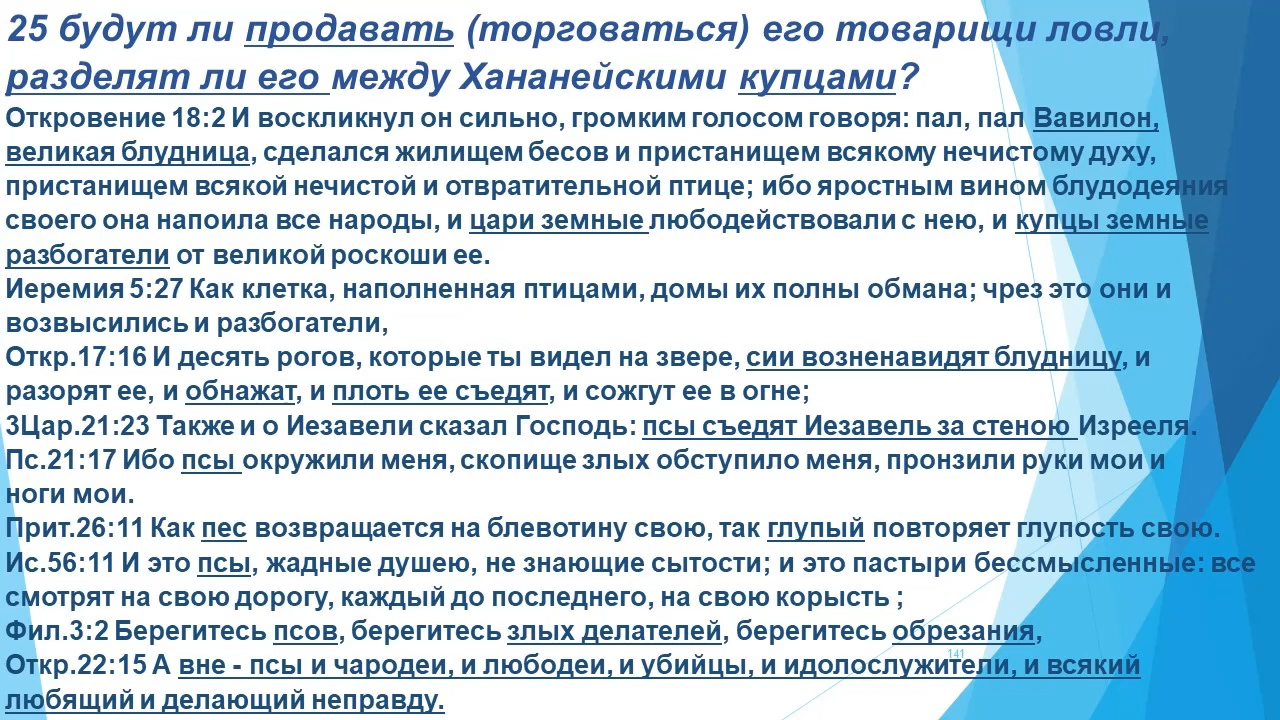 25 будут ли продавать (торговаться) его товарищи ловли,
разделят ли его между Хананейскими купцами?
Откровение 18:2 И воскликнул он сильно, громким голосом говоря: пал, пал Вавилон,
великая блудница, сделался жилищем бесов и пристанищем всякому нечистому духу,
пристанищем всякой нечистой и отвратительной птице; ибо яростным вином блудодеяния
своего она напоила все народы, и цари земные любодействовали с нею, и купцы земные
разбогатели от великой роскоши ее.
Иеремия 5:27 Как клетка, наполненная птицами, домы их полны обмана; чрез это они и
возвысились и разбогатели,
Откр.17:16 И десять рогов, которые ты видел на звере, сии возненавидят блудницу, и
разорят ее, и обнажат, и плоть ее съедят, и сожгут ее в огне;
3Цар.21:23 Также и о Иезавели сказал Господь: псы съедят Иезавель за стеною Изрееля.
Пс.21:17 Ибо псы окружили меня, скопище злых обступило меня, пронзили руки мои и
ноги мои.
Прит.26:11 Как пес возвращается на блевотину свою, так глупый повторяет глупость свою.
Ис.56:11 И это псы, жадные душею, не знающие сытости; и это пастыри бессмысленные: все
смотрят на свою дорогу, каждый до последнего, на свою корысть ;
Фил.3:2 Берегитесь псов, берегитесь злых делателей, берегитесь обрезания,
141
Откр.22:15 А вне - псы и чародеи, и любодеи, и убийцы, и идолослужители, и всякий
любящий и делающий неправду.